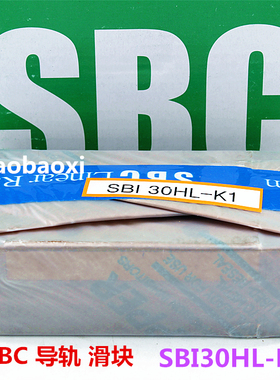 SBC
aobaoxi
SBC Linear R
SBI 30HL-K1
BC 导轨 滑块 SBI30HL-